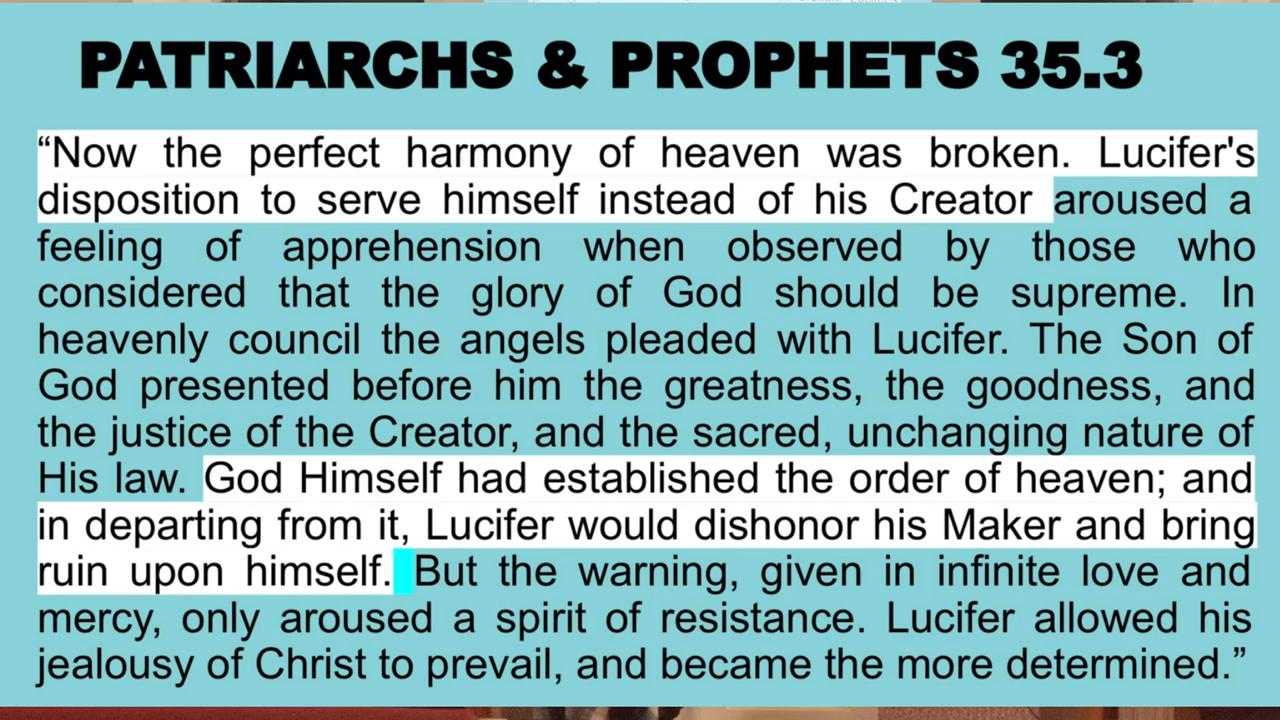 PATRIARCHS & PROPHETS 35.3
“Now the perfect harmony of heaven was broken. Lucifer's
disposition to serve himself instead of his Creator aroused a
feeling of apprehension when observed by those who
considered that the glory of God should be supreme. In
heavenly council the angels pleaded with Lucifer. The Son of
God presented before him the greatness, the goodness, and
the justice of the Creator, and the sacred, unchanging nature of
His law. God Himself had established the order of heaven; and
in departing from it, Lucifer would dishonor his Maker and bring
ruin upon himself. But the warning, given in infinite love and
mercy, only aroused a spirit of resistance. Lucifer allowed his
jealousy of Christ to prevail, and became the more determined.”